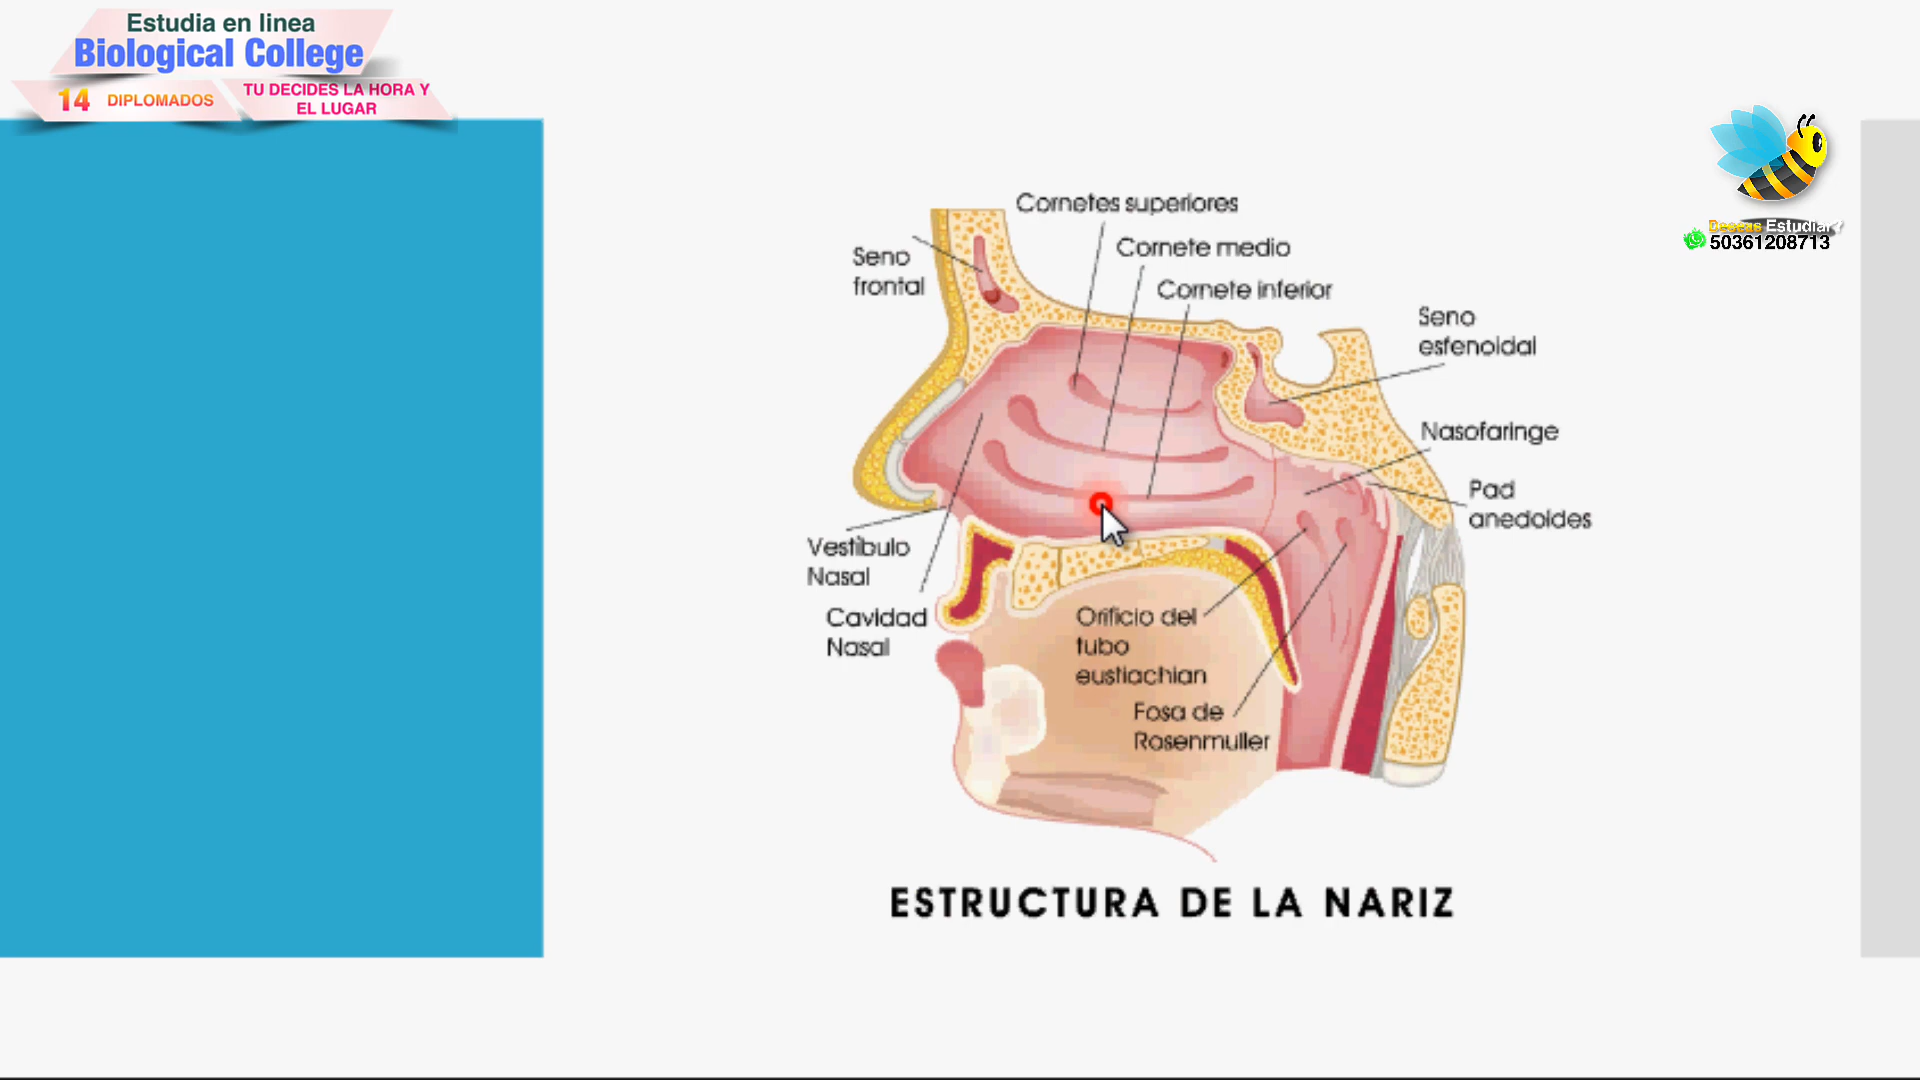 Estudia en linea
Biological College
14 DIPLOMADOS
TU DECIDES LA HORA Y
EL LUGAR
Deseas Estudiar?
50361208713
Cornetes superiores
Cornete medio
Cornete inferior
Seno
frontal
Seno
esfenoidal
Nasofaringe
Pad
anedoides
Vestíbulo
Nasal
Cavidad
Nasal
Orificio del
tubo
eustiachian
Fosa de
Rosenmuller
ESTRUCTURA DE LA NARIZ